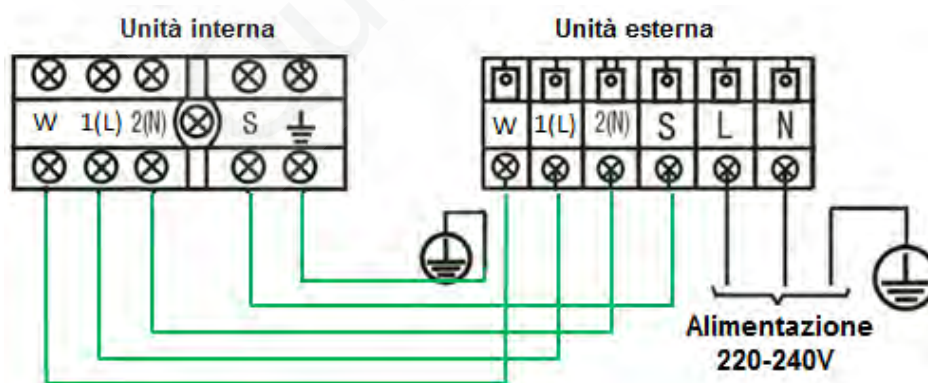 Unità interna
Unità esterna
W 1(L) 2(N) S
W 1(L) 2(N) S L N
Alimentazione
220-240V